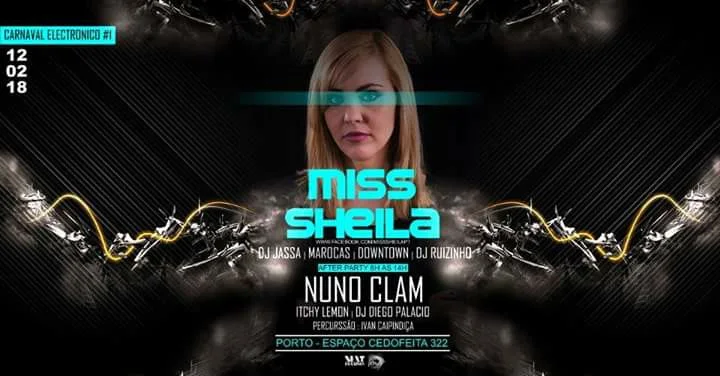 CARNAVAL ELECTRONICO #1
12
02
18
MISS
SHEILA
DJ JASSA | MAROCAS | DOWNTOWN | DJ RUIZINHO
AFTER PARTY 6H AS 14H
NUNO CLAM
ITCHY LEMON | DJ DIEGO PALACIO
PERCURSSÃO : IVAN CAIPINDIÇA
PORTO - ESPAÇO CEDOFEITA 322